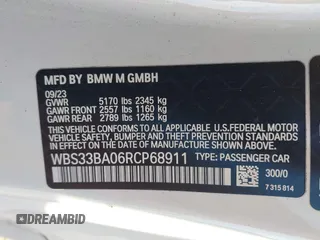 MFD BY BMW M GMBH
09/23
GVWR 5170 lbs 2345 kg
GAWR FRONT 2557 lbs 1160 kg
GAWR REAR 2789 lbs 1265 kg
THIS VEHICLE CONFORMS TO ALL APPLICABLE U.S. FEDERAL MOTOR VEHICLE SAFETY, BUMPER AND THEFT PREVENTION STANDARDS IN EFFECT ON THE DATE OF MANUFACTURE SHOWN ABOVE.
WBS33BA06RCP68911 TYPE: PASSENGER CAR
300/0
7 315 814
DREAMBID